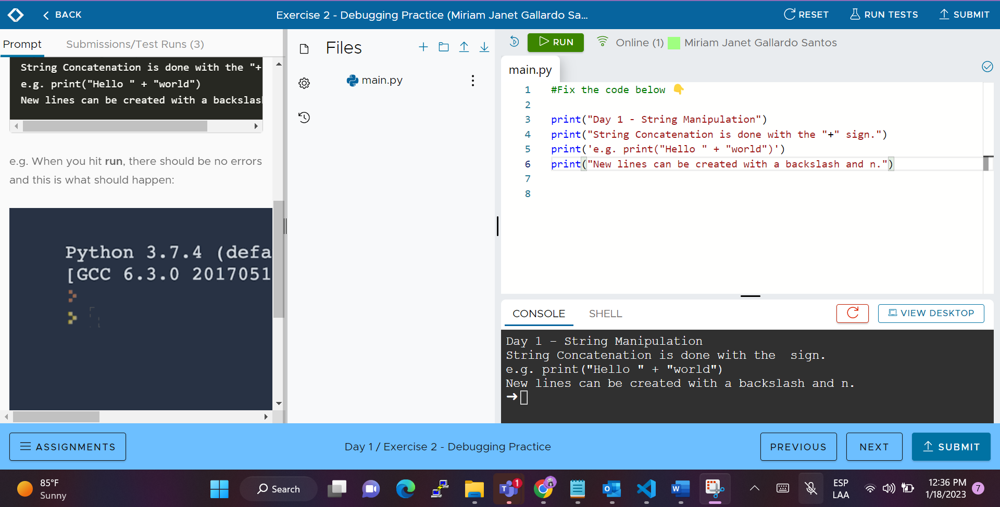 BACK
Exercise 2 - Debugging Practice (Miriam Janet Gallardo Sa...
RESET
RUN TESTS
SUBMIT
Prompt
Submissions/Test Runs (3)
String Concatenation is done with the "+
e.g. print("Hello " + "world")
New lines can be created with a backslas
e.g. When you hit run, there should be no errors
and this is what should happen:
Python 3.7.4 (defa
[GCC 6.3.0 2017051
Files
main.py
RUN
Online (1)
Miriam Janet Gallardo Santos
main.py
1 #Fix the code below 👇
2
3 print("Day 1 - String Manipulation")
4 print("String Concatenation is done with the "+" sign.")
5 print('e.g. print("Hello " + "world")')
6 print("New lines can be created with a backslash and n.")
7
8
CONSOLE
SHELL
VIEW DESKTOP
Day 1 - String Manipulation
String Concatenation is done with the  sign.
e.g. print("Hello " + "world")
New lines can be created with a backslash and n.
ASSIGNMENTS
Day 1 / Exercise 2 - Debugging Practice
PREVIOUS
NEXT
SUBMIT
85°F
Sunny
Search
1
ESP
LAA
12:36 PM
1/18/2023
7